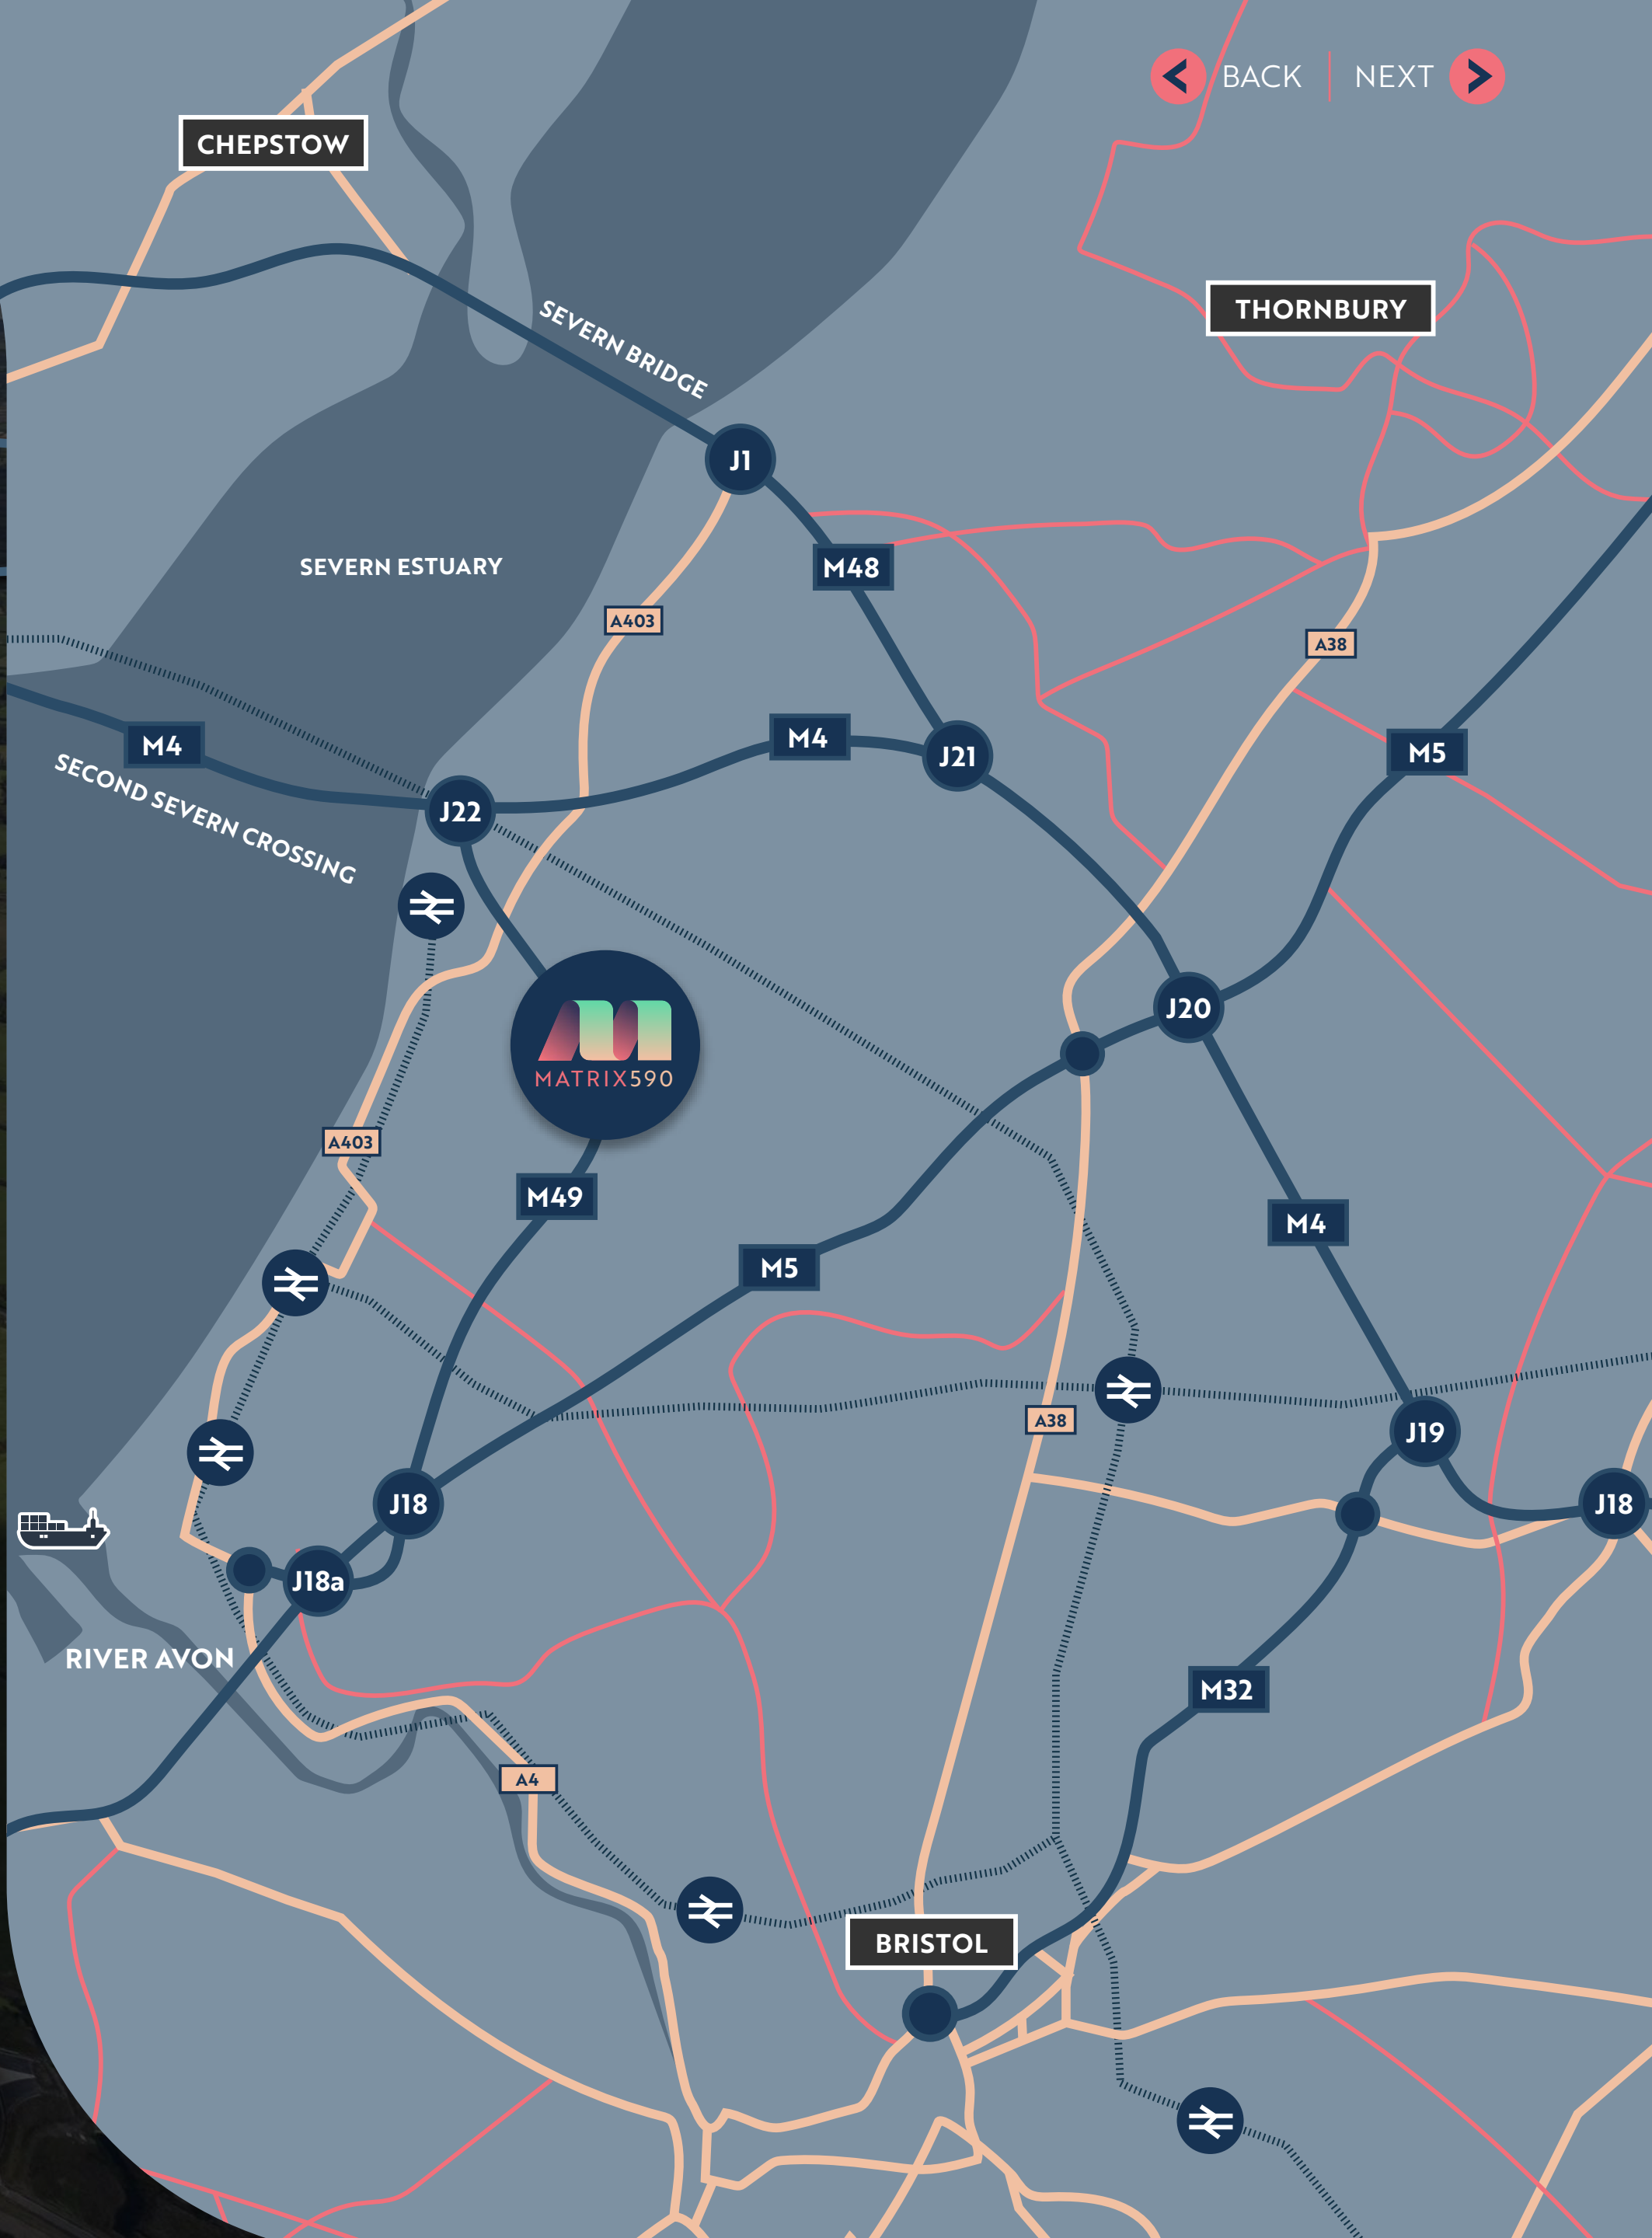 BACK | NEXT
CHEPSTOW
THORNBURY
SEVERN BRIDGE
J1
SEVERN ESTUARY
M48
A403
A38
M4
M4
J21
M5
SECOND SEVERN CROSSING
J22
J20
MATRIX590
A403
M49
M4
M5
A38
J19
J18
J18
J18a
RIVER AVON
M32
A4
BRISTOL